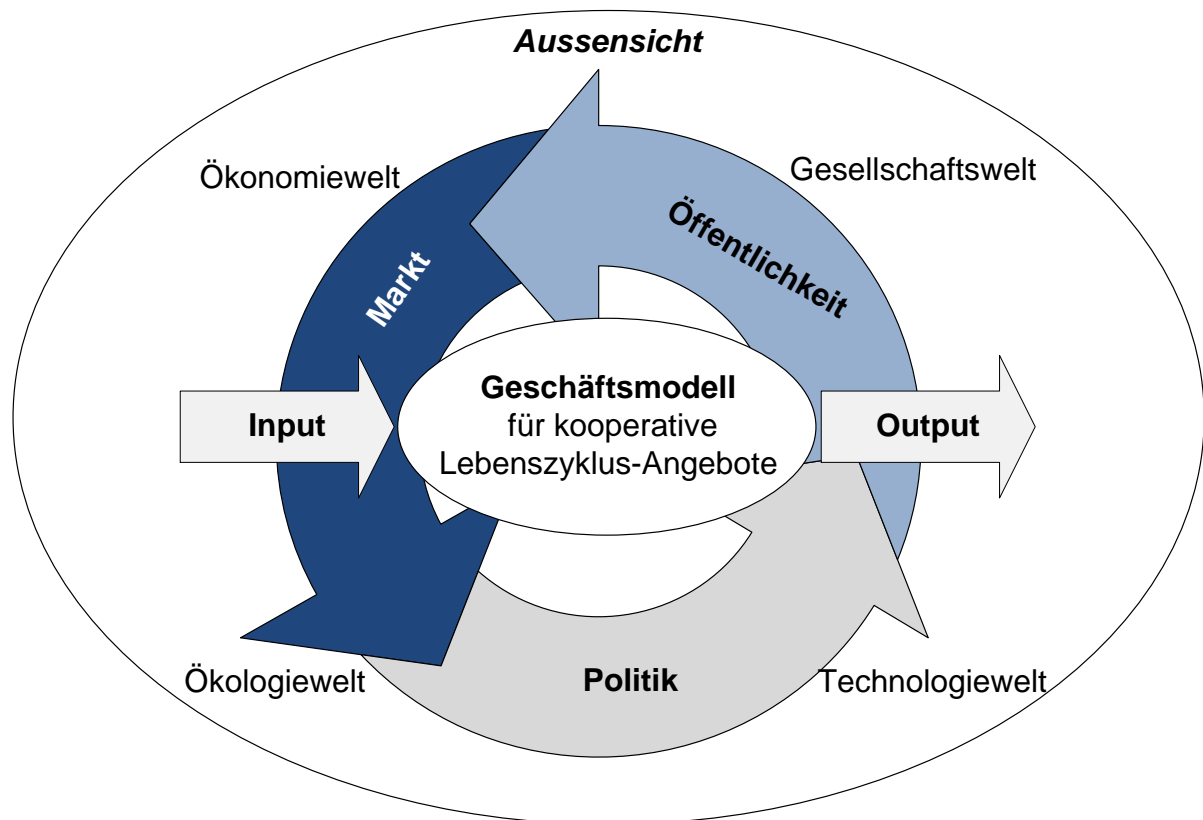 Aussensicht
Ökonomiewelt
Gesellschaftswelt
Öffentlichkeit
Markt
Input
Geschäftsmodell
für kooperative
Lebenszyklus-Angebote
Output
Ökologiewelt
Politik
Technologiewelt